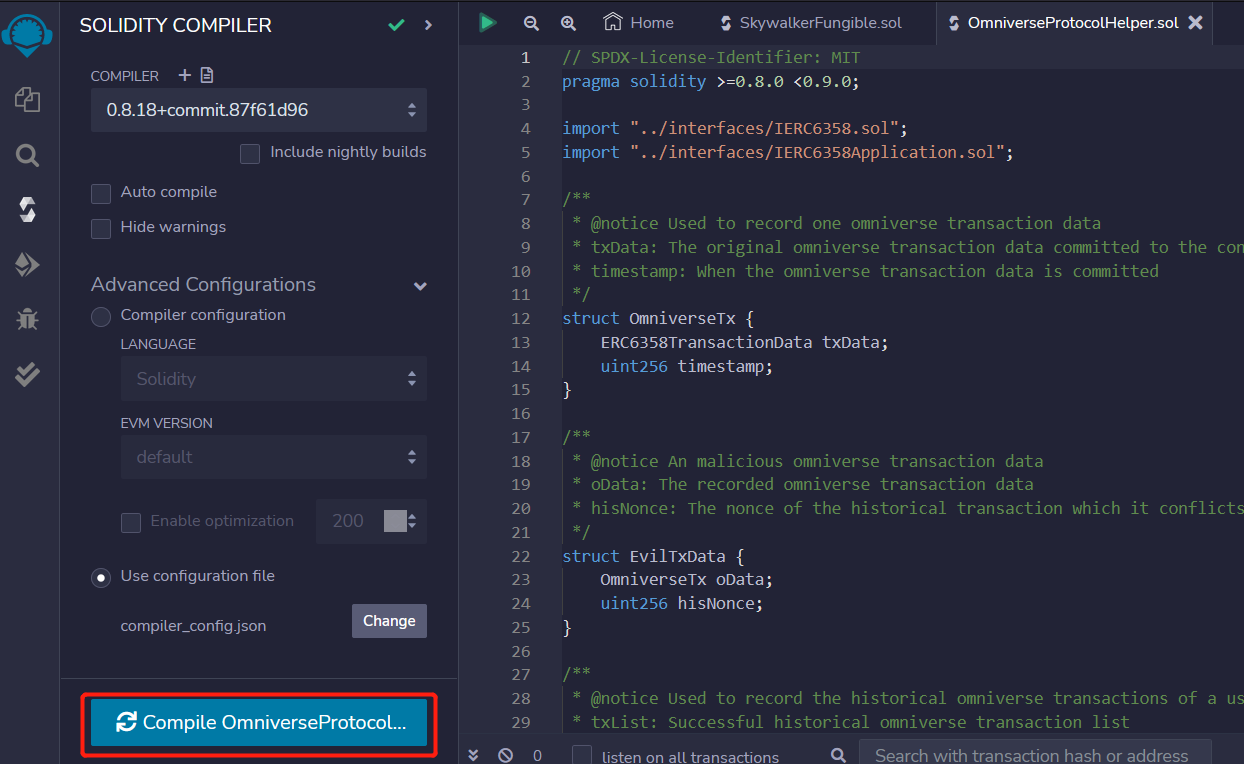 SOLIDITY COMPILER
COMPILER
0.8.18+commit.87f61d96
Include nightly builds
Auto compile
Hide warnings
Advanced Configurations
Compiler configuration
LANGUAGE
Solidity
EVM VERSION
default
Enable optimization 200
Use configuration file
compiler_config.json Change
Compile OmniverseProtocol...
Home SkywalkerFungible.sol OmniverseProtocolHelper.sol
1 // SPDX-License-Identifier: MIT
2 pragma solidity >=0.8.0 <0.9.0;
3
4 import "../interfaces/IERC6358.sol";
5 import "../interfaces/IERC6358Application.sol";
6
7 /**
8 * @notice Used to record one omniverse transaction data
9 * txData: The original omniverse transaction data committed to the con
10 * timestamp: When the omniverse transaction data is committed
11 */
12 struct OmniverseTx {
13 ERC6358TransactionData txData;
14 uint256 timestamp;
15 }
16
17 /**
18 * @notice An malicious omniverse transaction data
19 * oData: The recorded omniverse transaction data
20 * hisNonce: The nonce of the historical transaction which it conflicts
21 */
22 struct EvilTxData {
23 OmniverseTx oData;
24 uint256 hisNonce;
25 }
26
27 /**
28 * @notice Used to record the historical omniverse transactions of a us
29 * txList: Successful historical omniverse transaction list
0 listen on all transactions Search with transaction hash or address